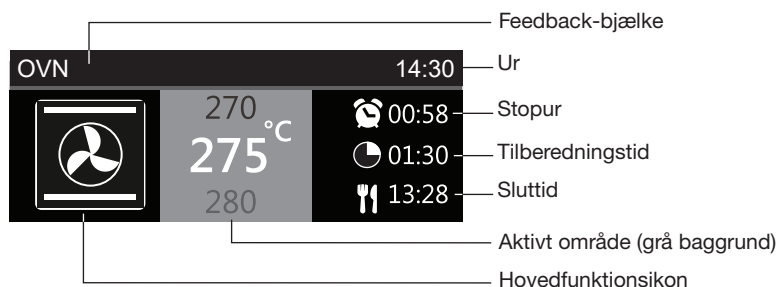 Feedback-bjælke
OVN 14:30 Ur
270 00:58 Stopur
275 °C 01:30 Tilberedningstid
280 13:28 Sluttid
Aktivt område (grå baggrund)
Hovedfunktionsikon